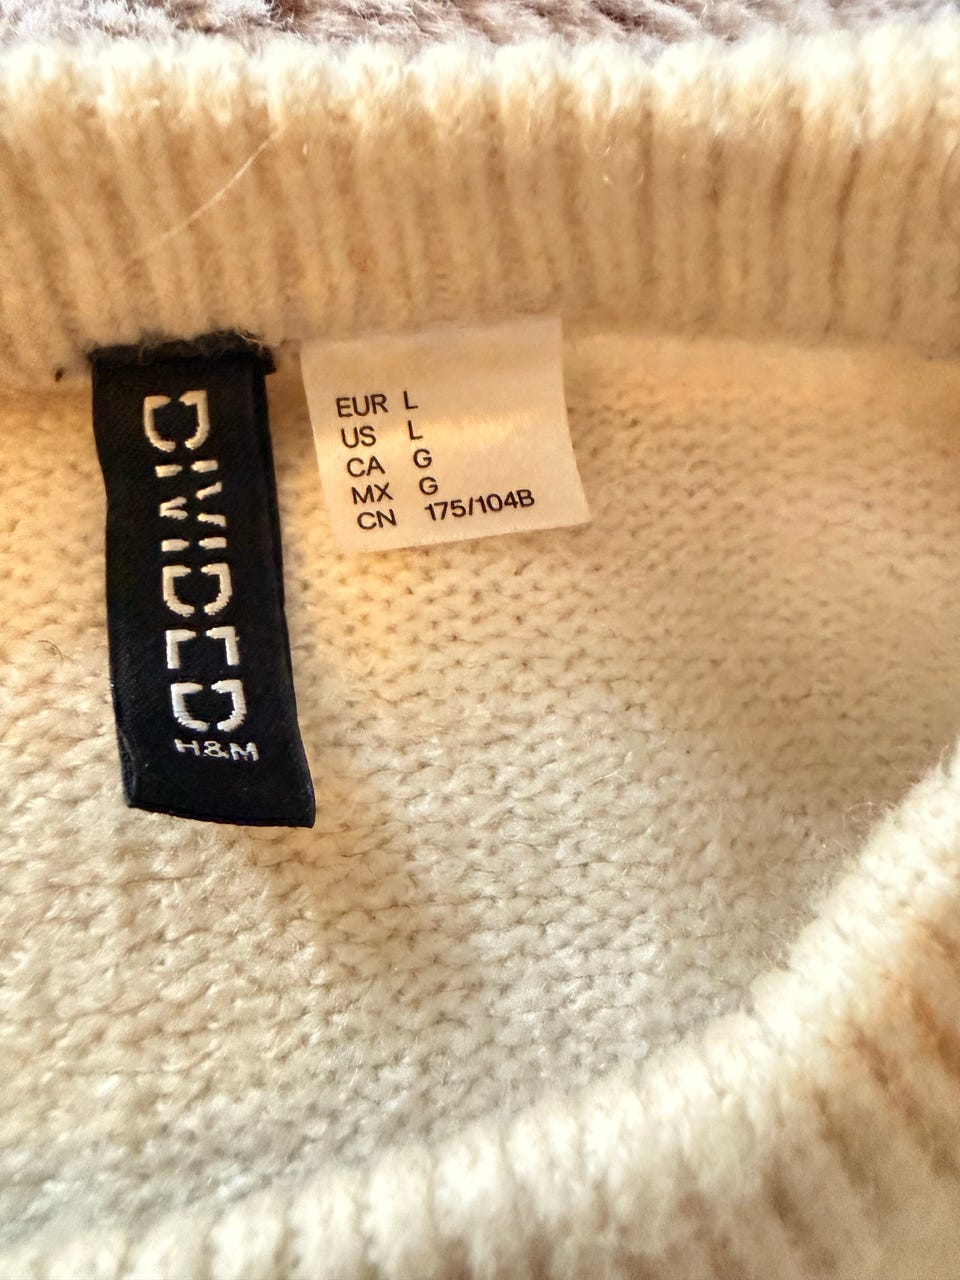 DIVIDED
H&M
EUR L
US L
CA G
MX G
CN 175/104B